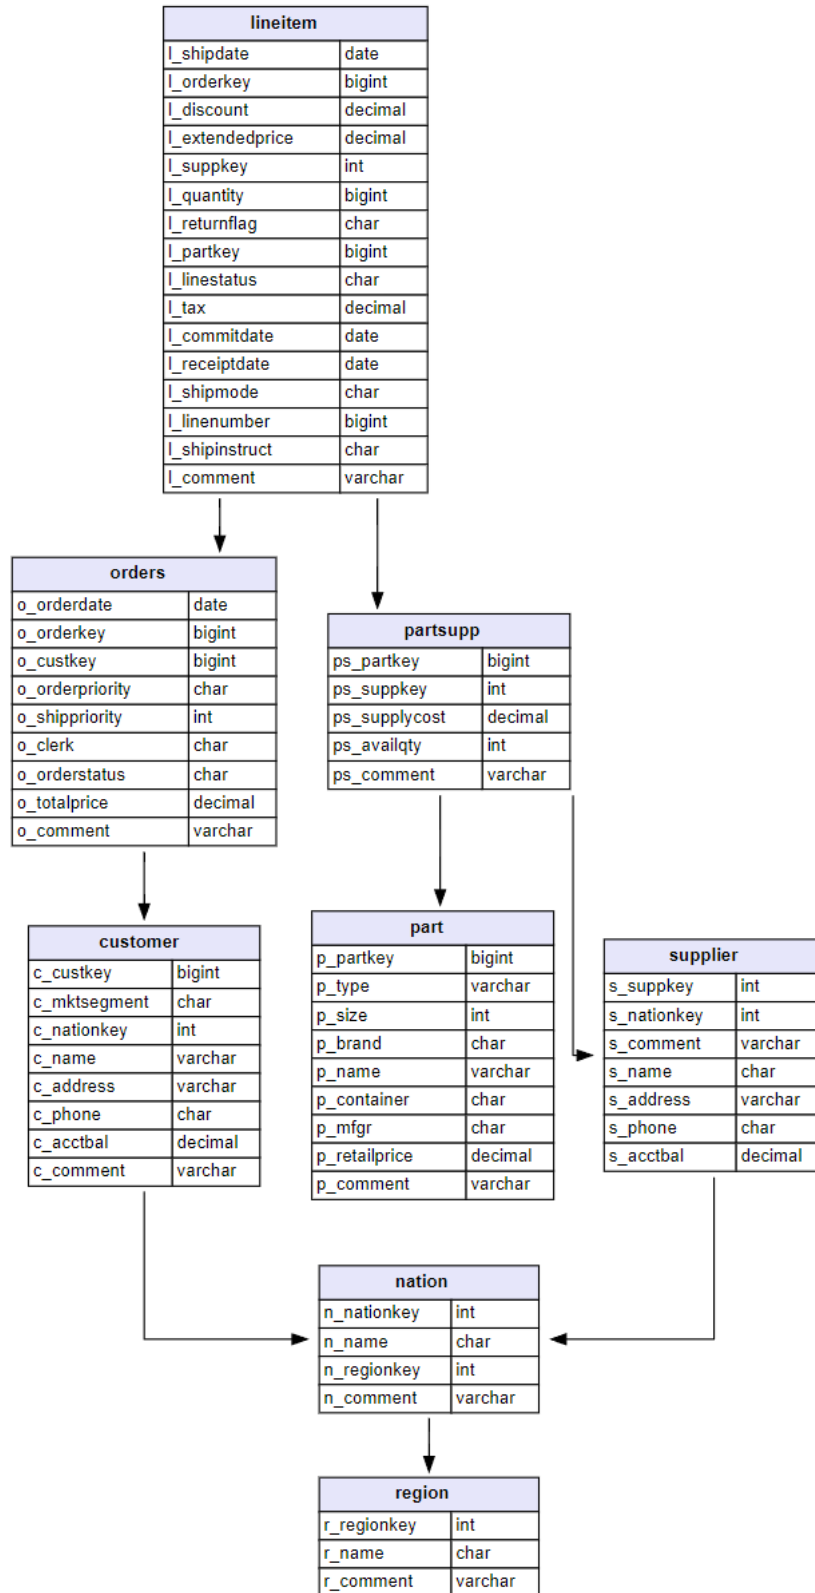 lineitem
l_shipdate date
l_orderkey bigint
l_discount decimal
l_extendedprice decimal
l_suppkey int
l_quantity bigint
l_returnflag char
l_partkey bigint
l_linestatus char
l_tax decimal
l_commitdate date
l_receiptdate date
l_shipmode char
l_linenumber bigint
l_shipinstruct char
l_comment varchar
orders
o_orderdate date
o_orderkey bigint
o_custkey bigint
o_orderpriority char
o_shippriority int
o_clerk char
o_orderstatus char
o_totalprice decimal
o_comment varchar
partsupp
ps_partkey bigint
ps_suppkey int
ps_supplycost decimal
ps_availqty int
ps_comment varchar
customer
c_custkey bigint
c_mktsegment char
c_nationkey int
c_name varchar
c_address varchar
c_phone char
c_acctbal decimal
c_comment varchar
part
p_partkey bigint
p_type varchar
p_size int
p_brand char
p_name varchar
p_container char
p_mfgr char
p_retailprice decimal
p_comment varchar
supplier
s_suppkey int
s_nationkey int
s_comment varchar
s_name char
s_address varchar
s_phone char
s_acctbal decimal
nation
n_nationkey int
n_name char
n_regionkey int
n_comment varchar
region
r_regionkey int
r_name char
r_comment varchar